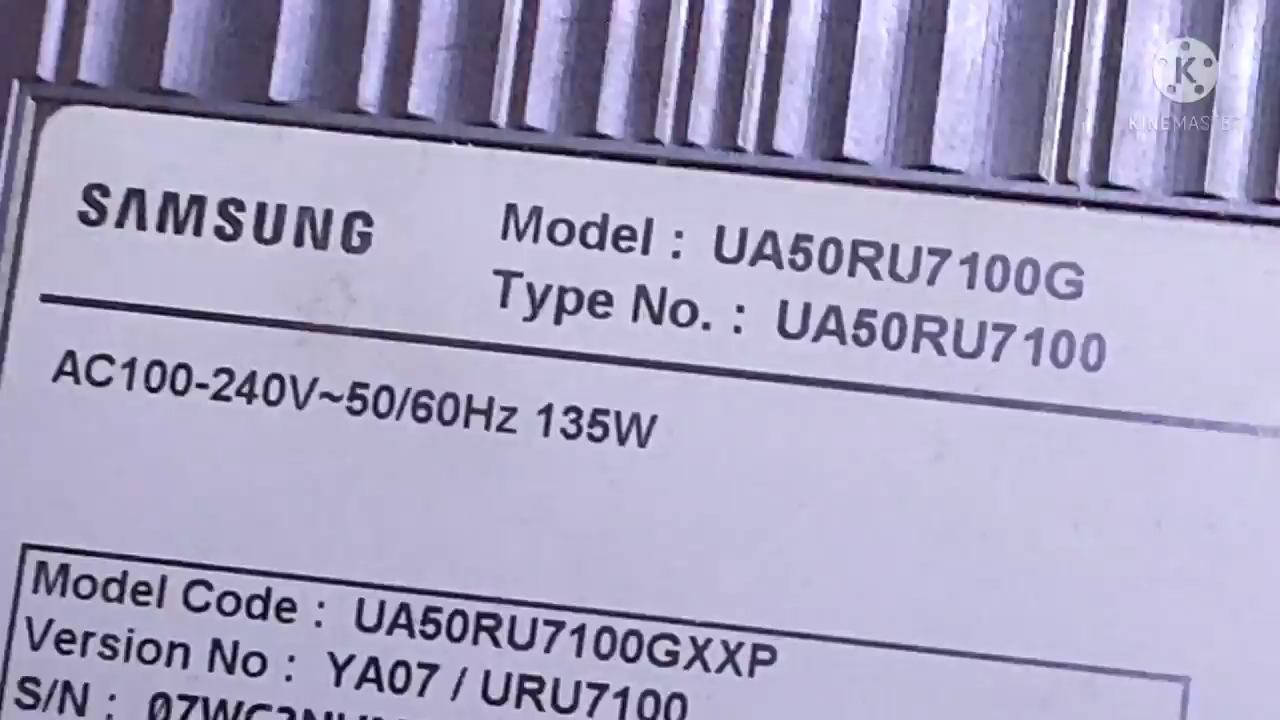 K
KINEMASTER
SAMSUNG
Model : UA50RU7100G
Type No. : UA50RU7100
AC100-240V~50/60Hz 135W
Model Code : UA50RU7100GXXP
Version No : YA07 / URU7100
S/N :